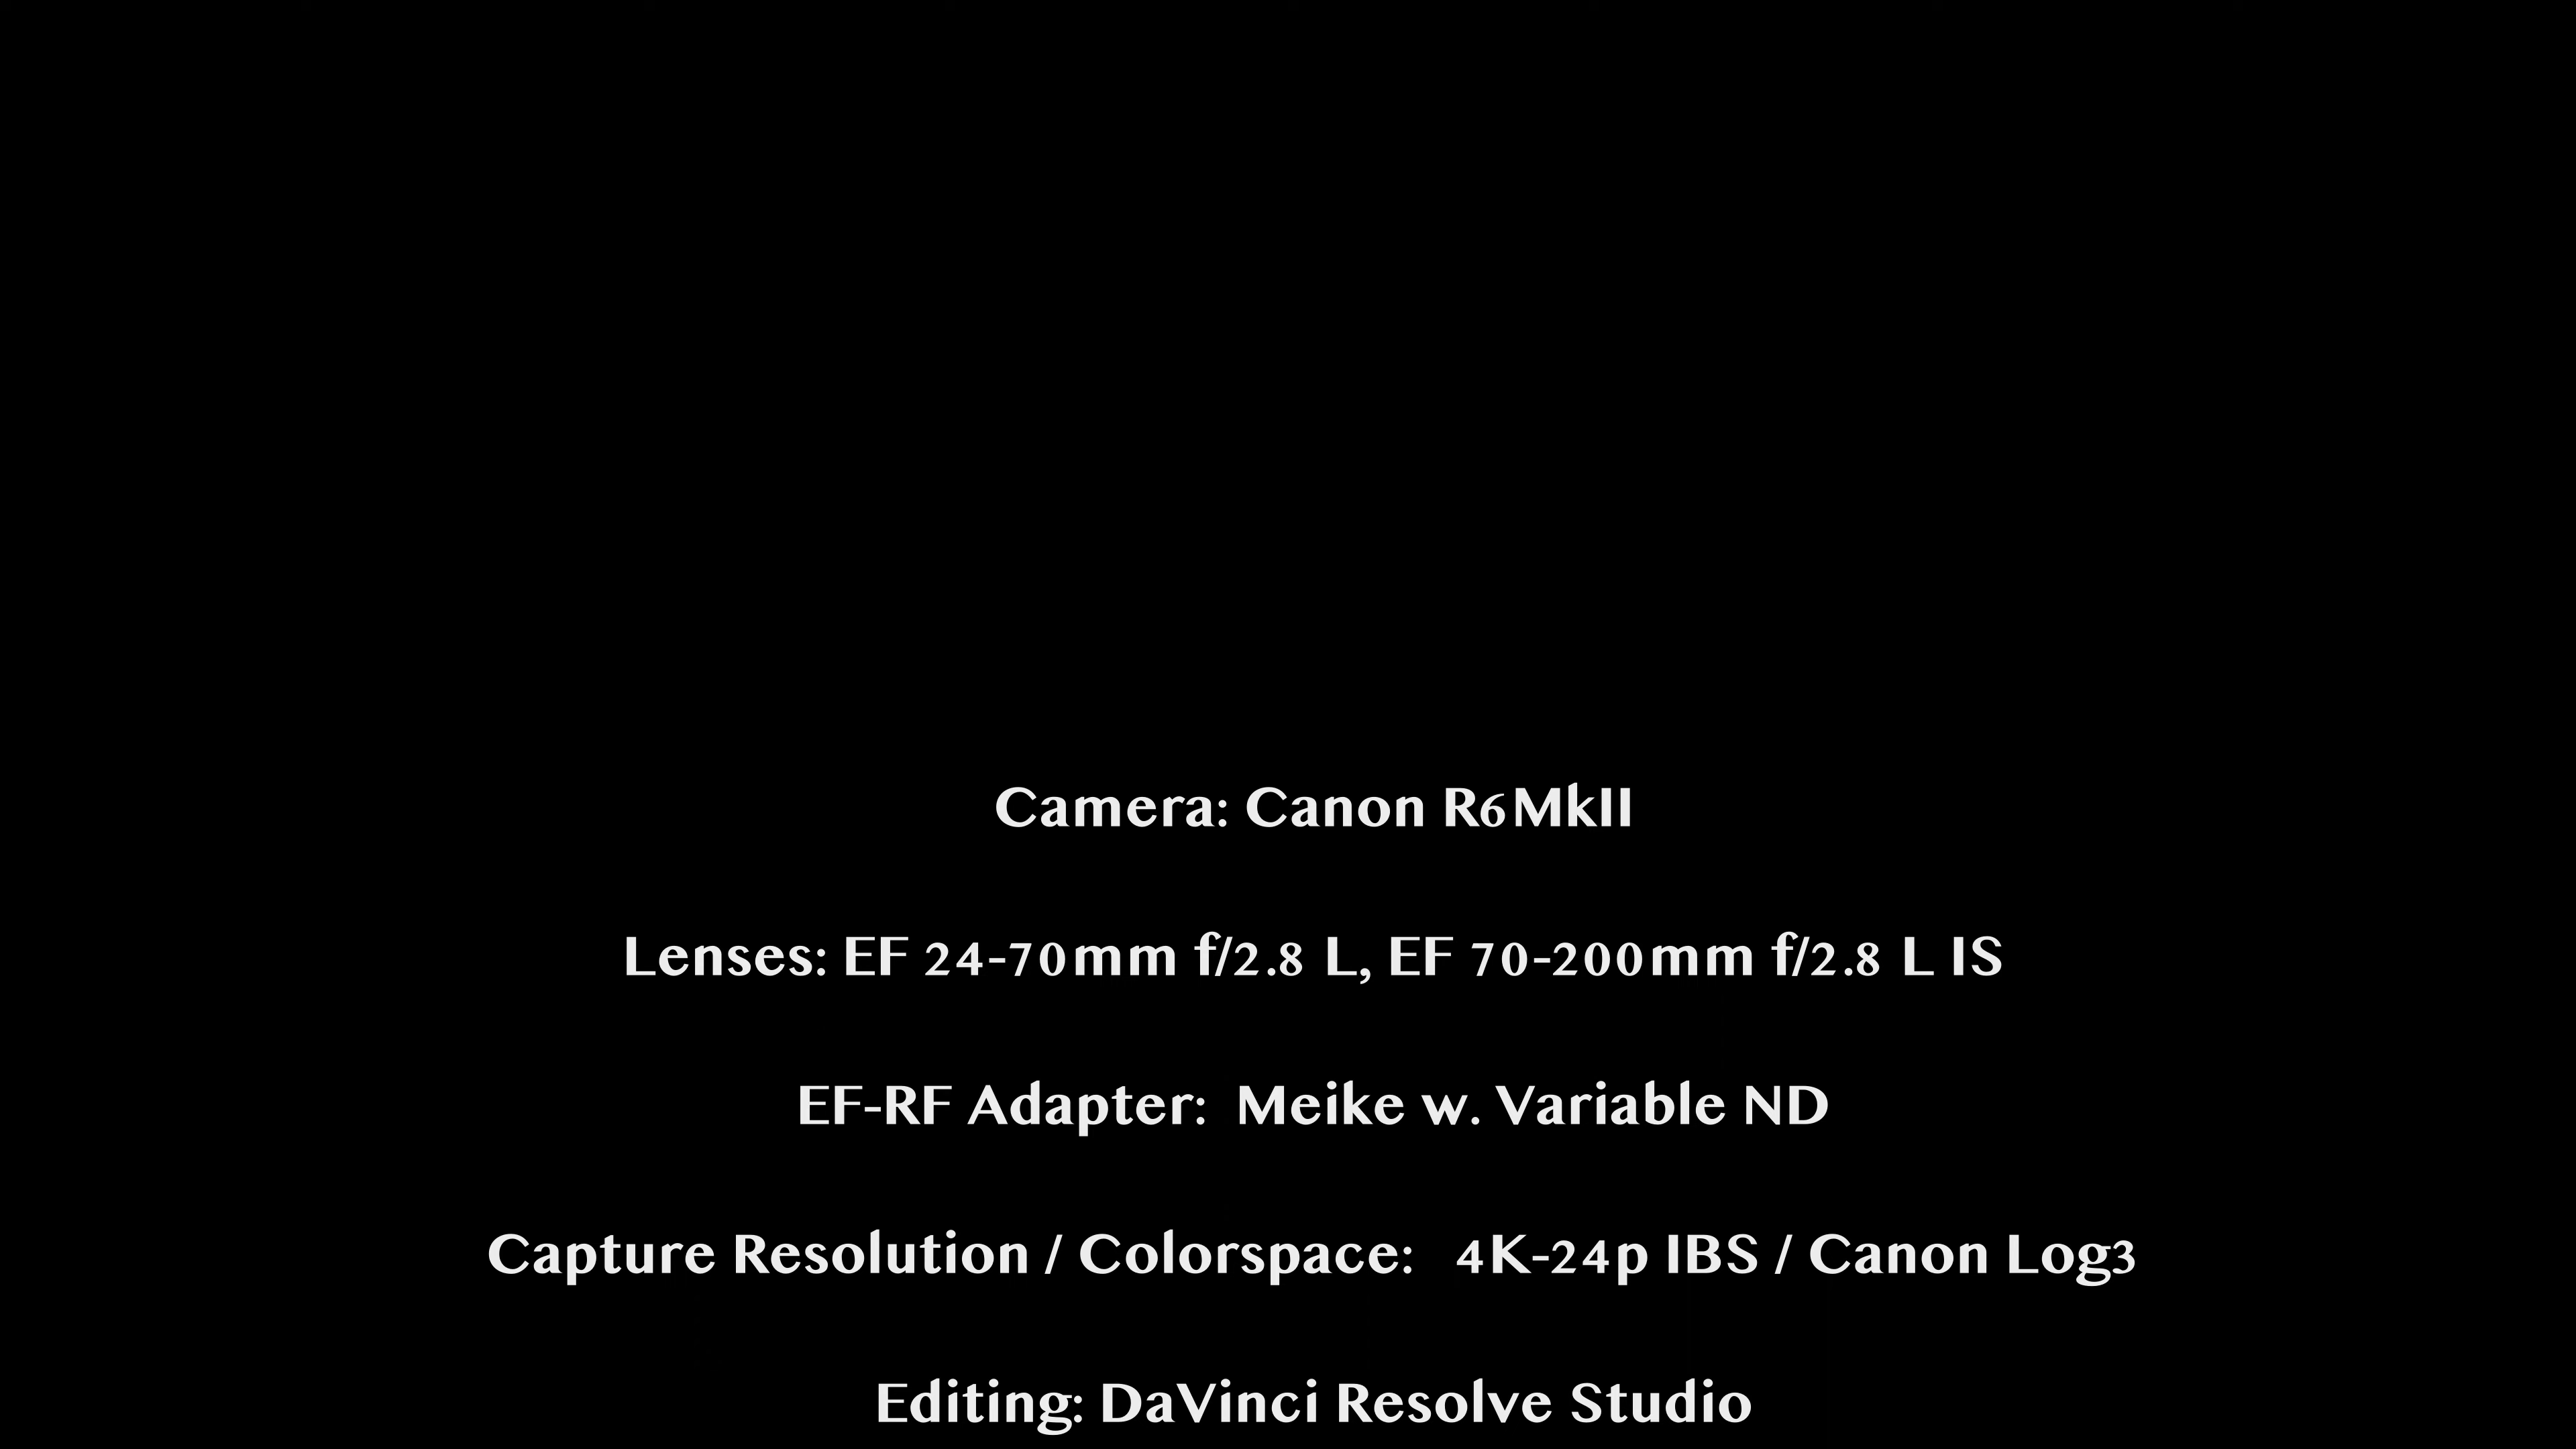 Camera: Canon R6MkII
Lenses: EF 24-70mm f/2.8 L, EF 70-200mm f/2.8 L IS
EF-RF Adapter:  Meike w. Variable ND
Capture Resolution / Colorspace:   4K-24p IBS / Canon Log3
Editing: DaVinci Resolve Studio